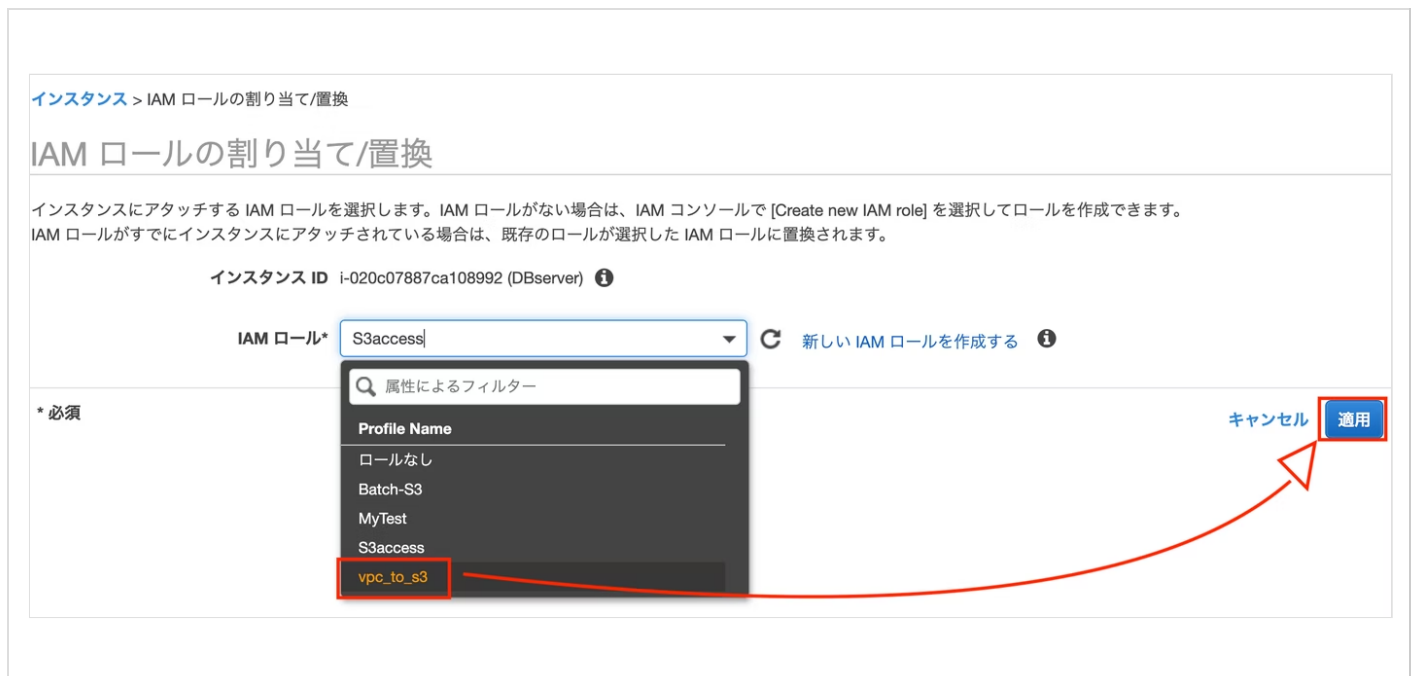 インスタンス > IAM ロールの割り当て/置換
IAM ロールの割り当て/置換
インスタンスにアタッチする IAM ロールを選択します。IAM ロールがない場合は、IAM コンソールで [Create new IAM role] を選択してロールを作成できます。
IAM ロールがすでにインスタンスにアタッチされている場合は、既存のロールが選択した IAM ロールに置換されます。
インスタンス ID i-020c07887ca108992 (DBserver)
IAM ロール* S3access 新しい IAM ロールを作成する
属性によるフィルター
* 必須
キャンセル 適用
Profile Name
ロールなし
Batch-S3
MyTest
S3access
vpc_to_s3